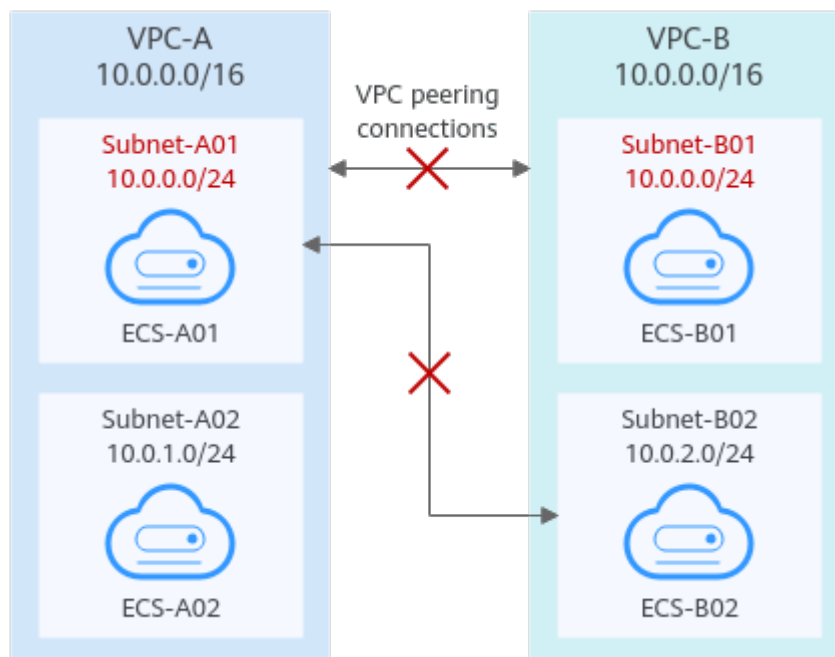 VPC-A
10.0.0.0/16
Subnet-A01
10.0.0.0/24
ECS-A01
Subnet-A02
10.0.1.0/24
ECS-A02
VPC peering
connections
VPC-B
10.0.0.0/16
Subnet-B01
10.0.0.0/24
ECS-B01
Subnet-B02
10.0.2.0/24
ECS-B02